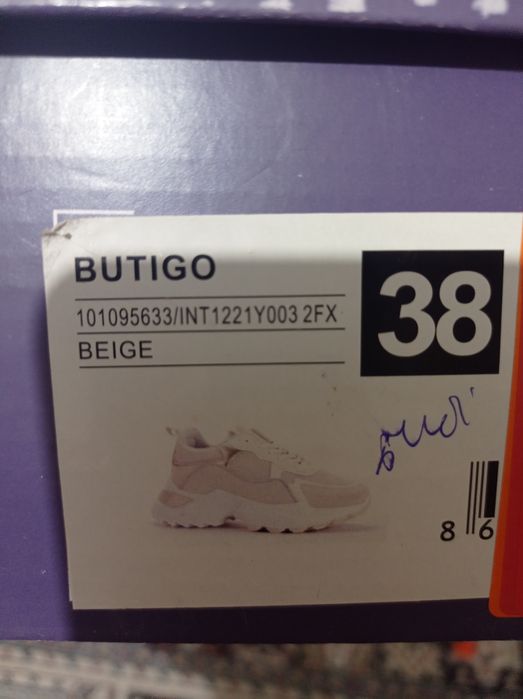 BUTIGO
101095633/INT1221Y003 2FX
BEIGE
38
8 6